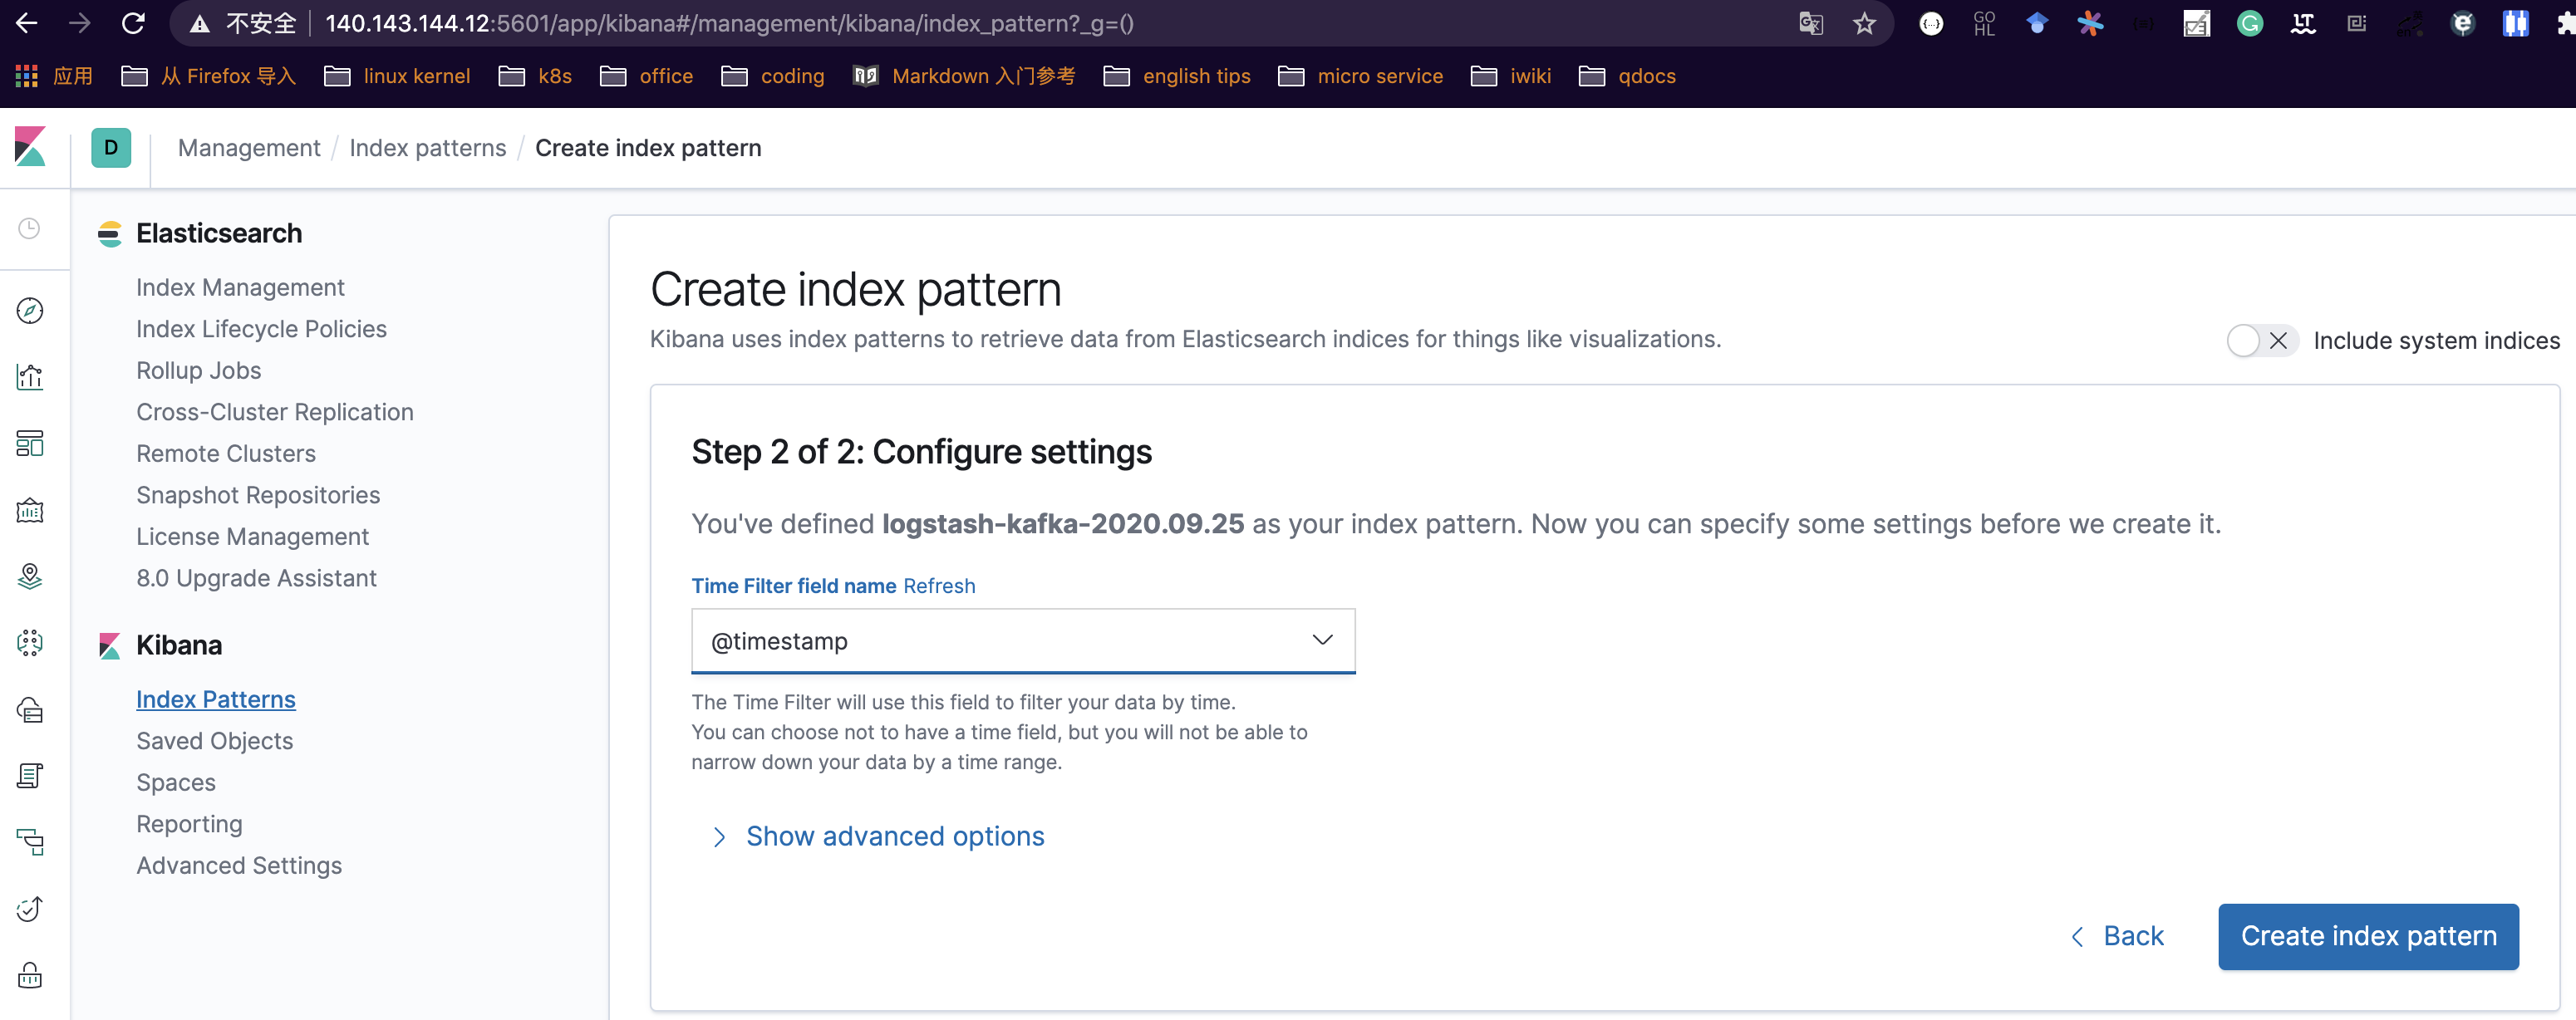 不安全 140.143.144.12:5601/app/kibana#/management/kibana/index_pattern?_g=()
GO
HL
LT
应用 从 Firefox 导入 linux kernel k8s office coding Markdown 入门参考 english tips micro service iwiki qdocs
D Management / Index patterns / Create index pattern
Elasticsearch
Index Management
Index Lifecycle Policies
Rollup Jobs
Cross-Cluster Replication
Remote Clusters
Snapshot Repositories
License Management
8.0 Upgrade Assistant
Kibana
Index Patterns
Saved Objects
Spaces
Reporting
Advanced Settings
Create index pattern
Kibana uses index patterns to retrieve data from Elasticsearch indices for things like visualizations.
Include system indices
Step 2 of 2: Configure settings
You've defined logstash-kafka-2020.09.25 as your index pattern. Now you can specify some settings before we create it.
Time Filter field name Refresh
@timestamp
The Time Filter will use this field to filter your data by time.
You can choose not to have a time field, but you will not be able to
narrow down your data by a time range.
Show advanced options
Back
Create index pattern